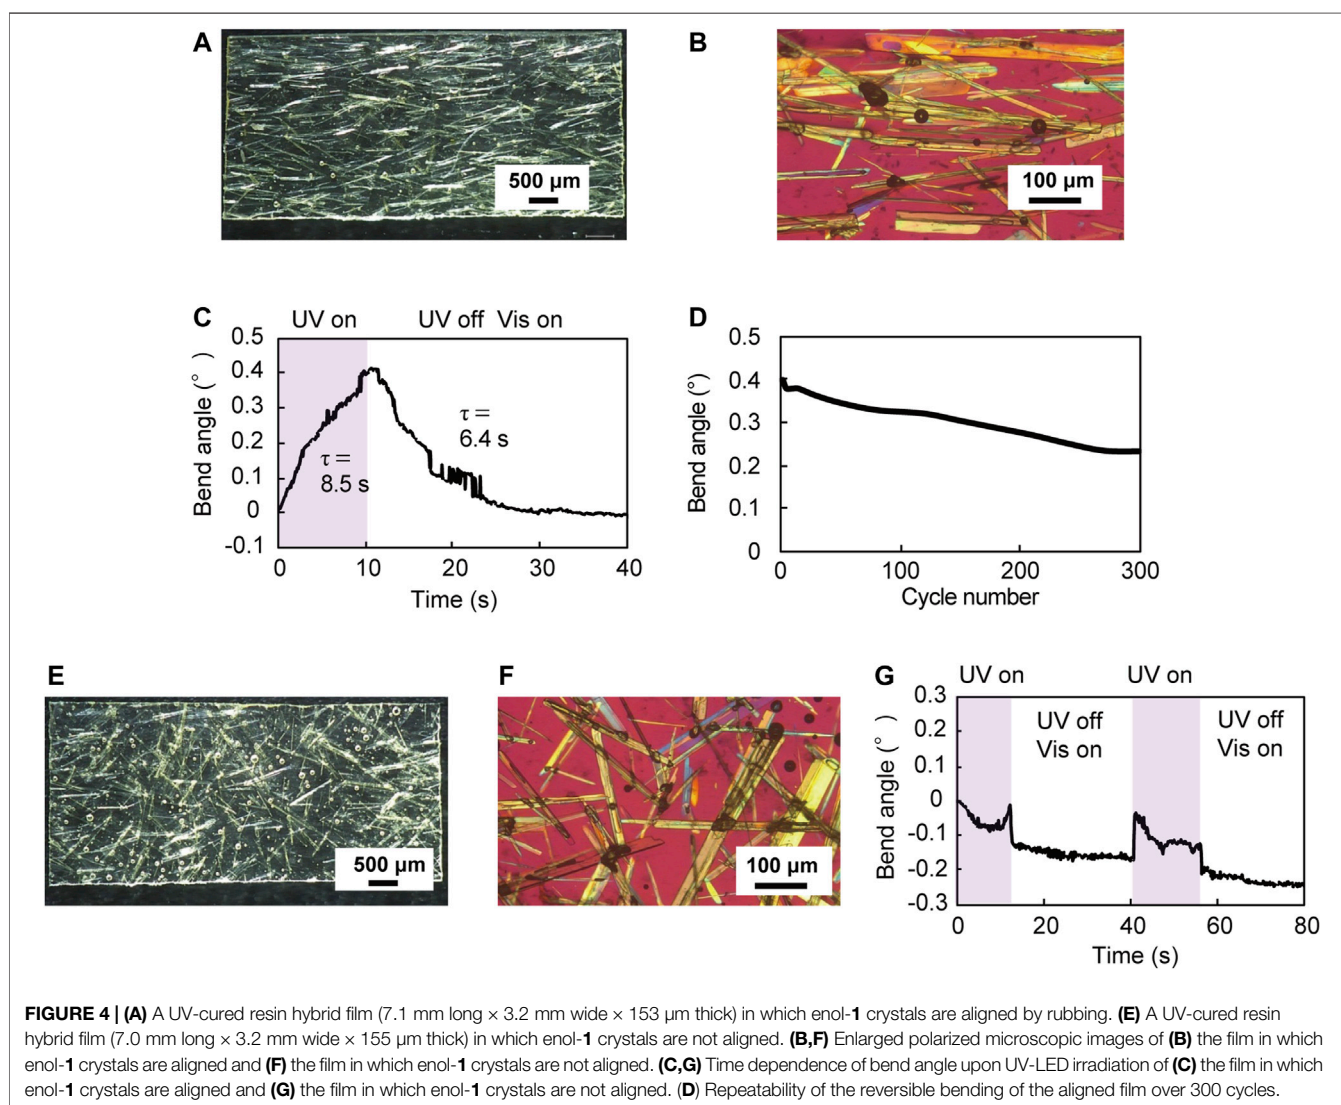 A
B
500 µm
100 µm
C
UV on
UV off Vis on
D
0.5
0.4
0.3
0.2
0.1
0
-0.1
Bend angle (°)
τ = 8.5 s
τ = 6.4 s
0 10 20 30 40
Time (s)
0.5
0.4
0.3
0.2
0.1
0
Bend angle (°)
0 100 200 300
Cycle number
E
F
G
500 µm
100 µm
UV on
UV on
UV off
Vis on
UV off
Vis on
0.3
0.2
0.1
0
-0.1
-0.2
-0.3
Bend angle (°)
0 20 40 60 80
Time (s)
FIGURE 4 | (A) A UV-cured resin hybrid film (7.1 mm long × 3.2 mm wide × 153 µm thick) in which enol-1 crystals are aligned by rubbing. (E) A UV-cured resin
hybrid film (7.0 mm long × 3.2 mm wide × 155 µm thick) in which enol-1 crystals are not aligned. (B,F) Enlarged polarized microscopic images of (B) the film in which
enol-1 crystals are aligned and (F) the film in which enol-1 crystals are not aligned. (C,G) Time dependence of bend angle upon UV-LED irradiation of (C) the film in which
enol-1 crystals are aligned and (G) the film in which enol-1 crystals are not aligned. (D) Repeatability of the reversible bending of the aligned film over 300 cycles.